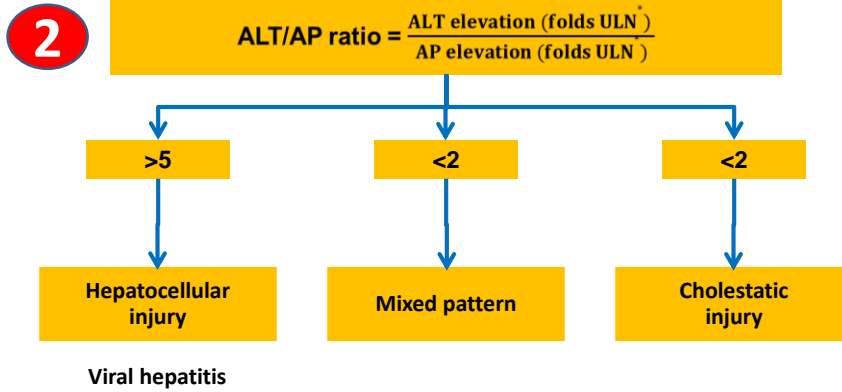 2
ALT/AP ratio = ALT elevation (folds ULN*)
AP elevation (folds ULN*)
>5
<2
<2
Hepatocellular
injury
Mixed pattern
Cholestatic
injury
Viral hepatitis